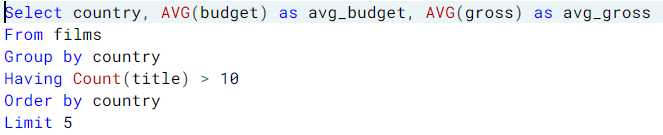 Select country, AVG(budget) as avg_budget, AVG(gross) as avg_gross
From films
Group by country
Having Count(title) > 10
Order by country
Limit 5